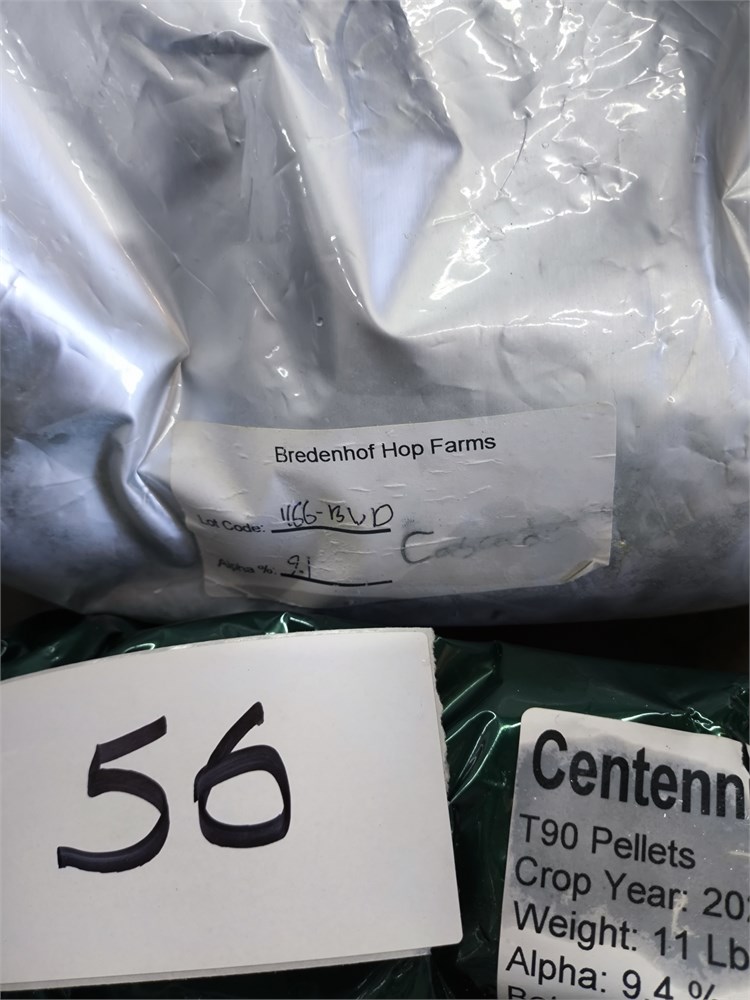 Bredenhof Hop Farms
Lot Code: 1166-BWD
Alpha %: 9.1
Cascade
56
Centenn
T90 Pellets
Crop Year: 202
Weight: 11 Lb
Alpha: 9.4 %